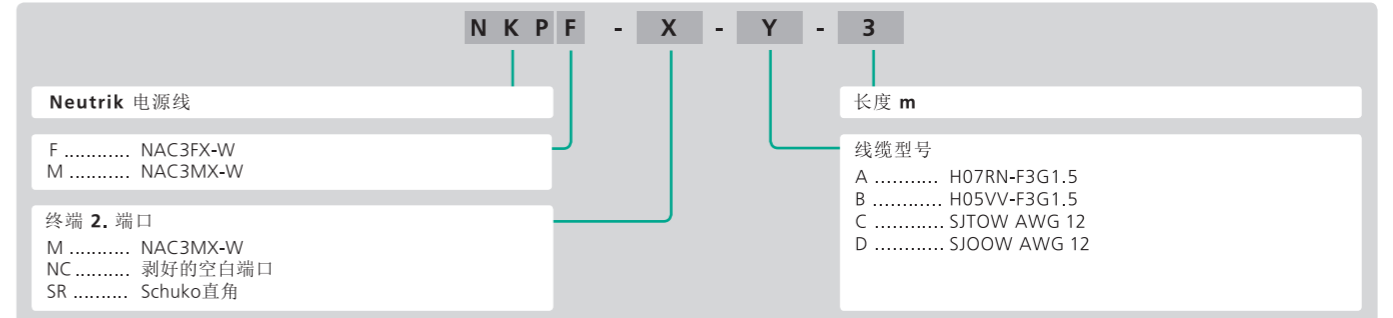 NKPF - X - Y - 3
Neutrik 电源线
F ............ NAC3FX-W
M ........... NAC3MX-W
终端 2. 端口
M ........... NAC3MX-W
NC .......... 剥好的空白端口
SR .......... Schuko直角
长度 m
线缆型号
A ........... H07RN-F3G1.5
B ............ H05VV-F3G1.5
C ............ SJTOW AWG 12
D ............ SJOOW AWG 12